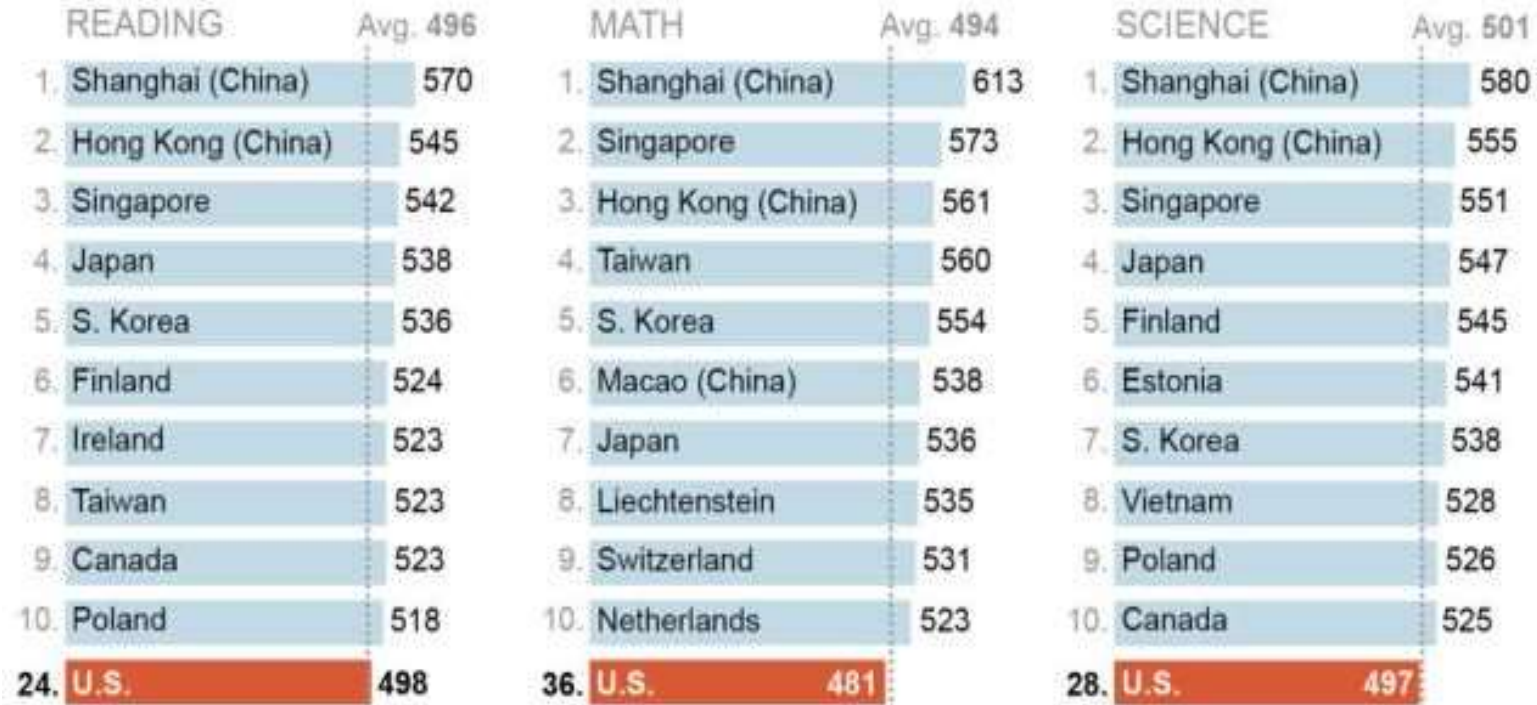 READING Avg. 496
1. Shanghai (China) 570
2. Hong Kong (China) 545
3. Singapore 542
4. Japan 538
5. S. Korea 536
6. Finland 524
7. Ireland 523
8. Taiwan 523
9. Canada 523
10. Poland 518
24. U.S. 498
MATH Avg. 494
1. Shanghai (China) 613
2. Singapore 573
3. Hong Kong (China) 561
4. Taiwan 560
5. S. Korea 554
6. Macao (China) 538
7. Japan 536
8. Liechtenstein 535
9. Switzerland 531
10. Netherlands 523
36. U.S. 481
SCIENCE Avg. 501
1. Shanghai (China) 580
2. Hong Kong (China) 555
3. Singapore 551
4. Japan 547
5. Finland 545
6. Estonia 541
7. S. Korea 538
8. Vietnam 528
9. Poland 526
10. Canada 525
28. U.S. 497